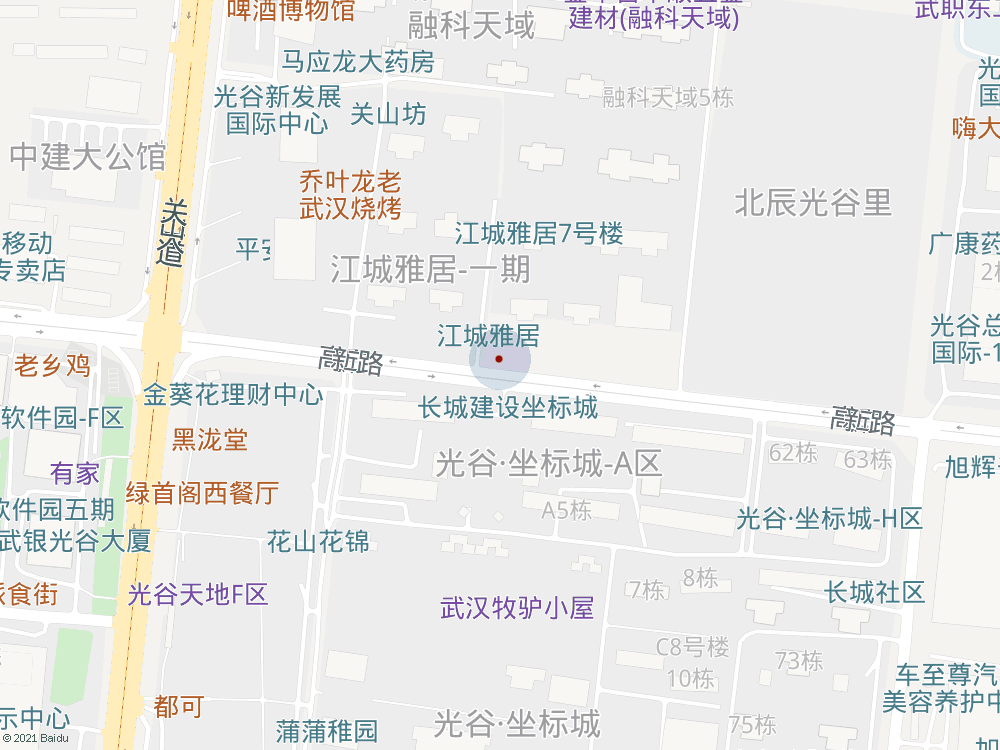 啤酒博物馆
融科天域
建材(融科天域)
武职东
马应龙大药房
光谷新发展
国际中心
关山坊
融科天域5栋
光
国
嗨大
中建大公馆
乔叶龙老
武汉烧烤
北辰光谷里
关山道
移动
专卖店
平安
江城雅居7号楼
江城雅居-一期
广康药
2栋
江城雅居
光谷总
国际-1
老乡鸡
高新路
金葵花理财中心
长城建设坐标城
高新路
软件园-F区
黑泷堂
光谷·坐标城-A区
62栋
63栋
旭辉
有家
绿首阁西餐厅
软件园五期
A5栋
光谷·坐标城-H区
武银光谷大厦
花山花锦
派食街
光谷天地F区
7栋
8栋
长城社区
武汉牧驴小屋
C8号楼
10栋
73栋
车至尊汽
美容养护中
都可
示中心
蒲蒲稚园
光谷·坐标城
75栋
旭
© 2021 Baidu